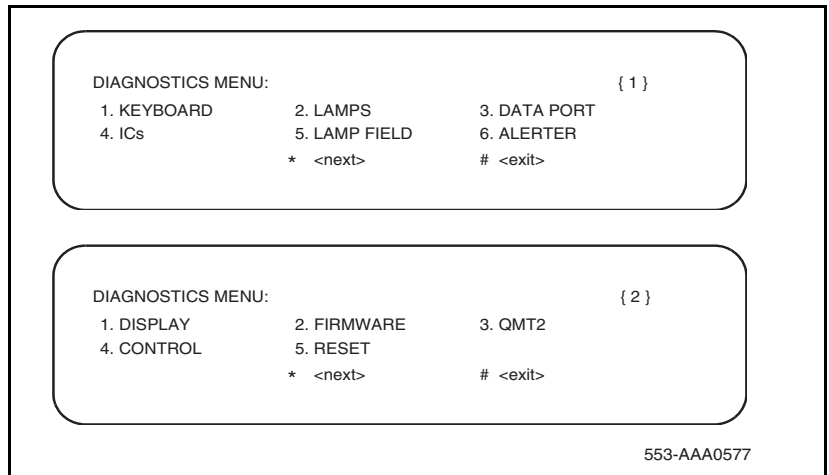 DIAGNOSTICS MENU: { 1 }
1. KEYBOARD 2. LAMPS 3. DATA PORT
4. ICs 5. LAMP FIELD 6. ALERTER
* <next> # <exit>
DIAGNOSTICS MENU: { 2 }
1. DISPLAY 2. FIRMWARE 3. QMT2
4. CONTROL 5. RESET
* <next> # <exit>
553-AAA0577